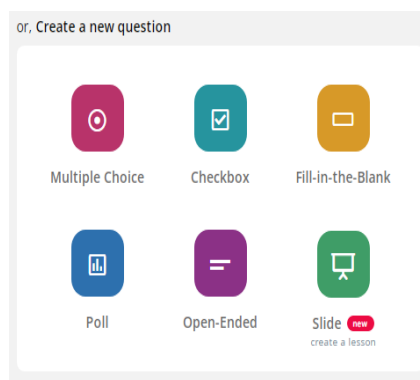 or, Create a new question
Multiple Choice
Checkbox
Fill-in-the-Blank
Poll
Open-Ended
Slide new
create a lesson